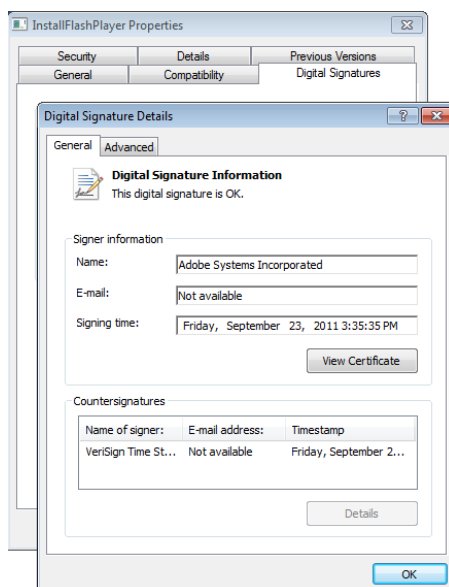 InstallFlashPlayer Properties
Security Details Previous Versions
General Compatibility Digital Signatures
Digital Signature Details
General Advanced
Digital Signature Information
This digital signature is OK.
Signer information
Name: Adobe Systems Incorporated
E-mail: Not available
Signing time: Friday, September 23, 2011 3:35:35 PM
View Certificate
Countersignatures
Name of signer: E-mail address: Timestamp
VeriSign Time St... Not available Friday, September 2...
Details
OK